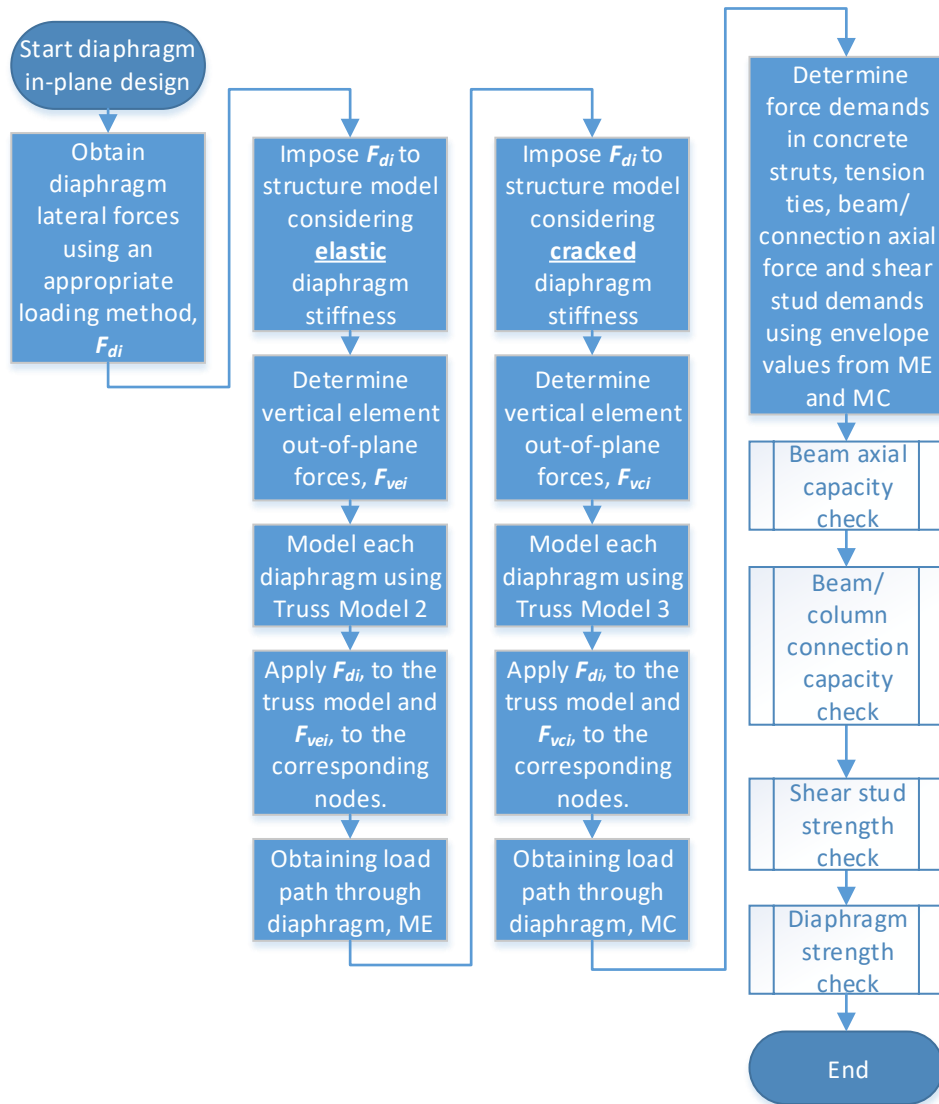 Start diaphragm
in-plane design
Obtain
diaphragm
lateral forces
using an
appropriate
loading method,
Fdi
Impose Fdi to
structure model
considering
elastic
diaphragm
stiffness
Determine
vertical element
out-of-plane
forces, Fvei
Model each
diaphragm using
Truss Model 2
Apply Fdi, to the
truss model and
Fvei, to the
corresponding
nodes.
Obtaining load
path through
diaphragm, ME
Impose Fdi to
structure model
considering
cracked
diaphragm
stiffness
Determine
vertical element
out-of-plane
forces, Fvci
Model each
diaphragm using
Truss Model 3
Apply Fdi, to the
truss model and
Fvci, to the
corresponding
nodes.
Obtaining load
path through
diaphragm, MC
Determine
force demands
in concrete
struts, tension
ties, beam/
connection axial
force and shear
stud demands
using envelope
values from ME
and MC
Beam axial
capacity
check
Beam/
column
connection
capacity
check
Shear stud
strength
check
Diaphragm
strength
check
End